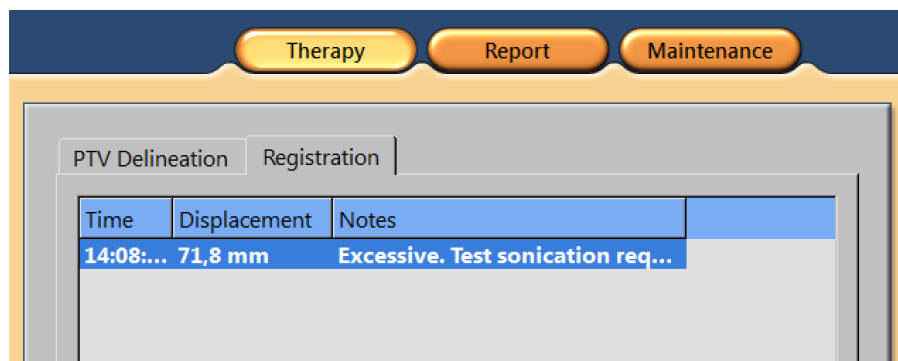 Therapy Report Maintenance
PTV Delineation Registration
Time Displacement Notes
14:08:... 71,8 mm Excessive. Test sonication req...